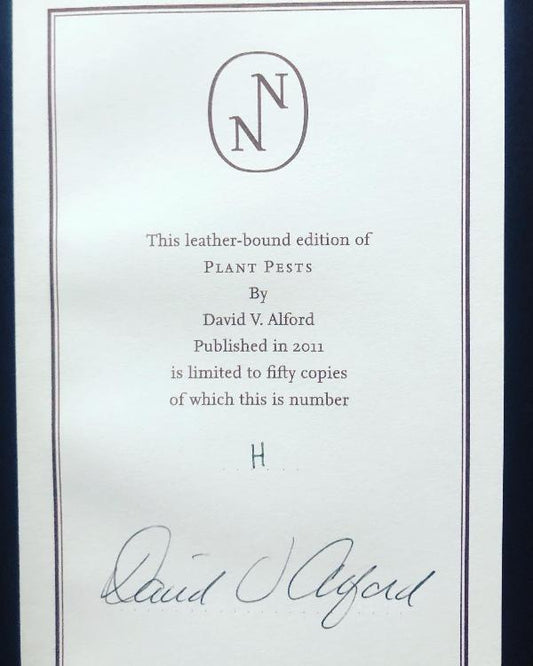 N
N
This leather-bound edition of
PLANT PESTS
By
David V. Alford
Published in 2011
is limited to fifty copies
of which this is number
H
David V Alford